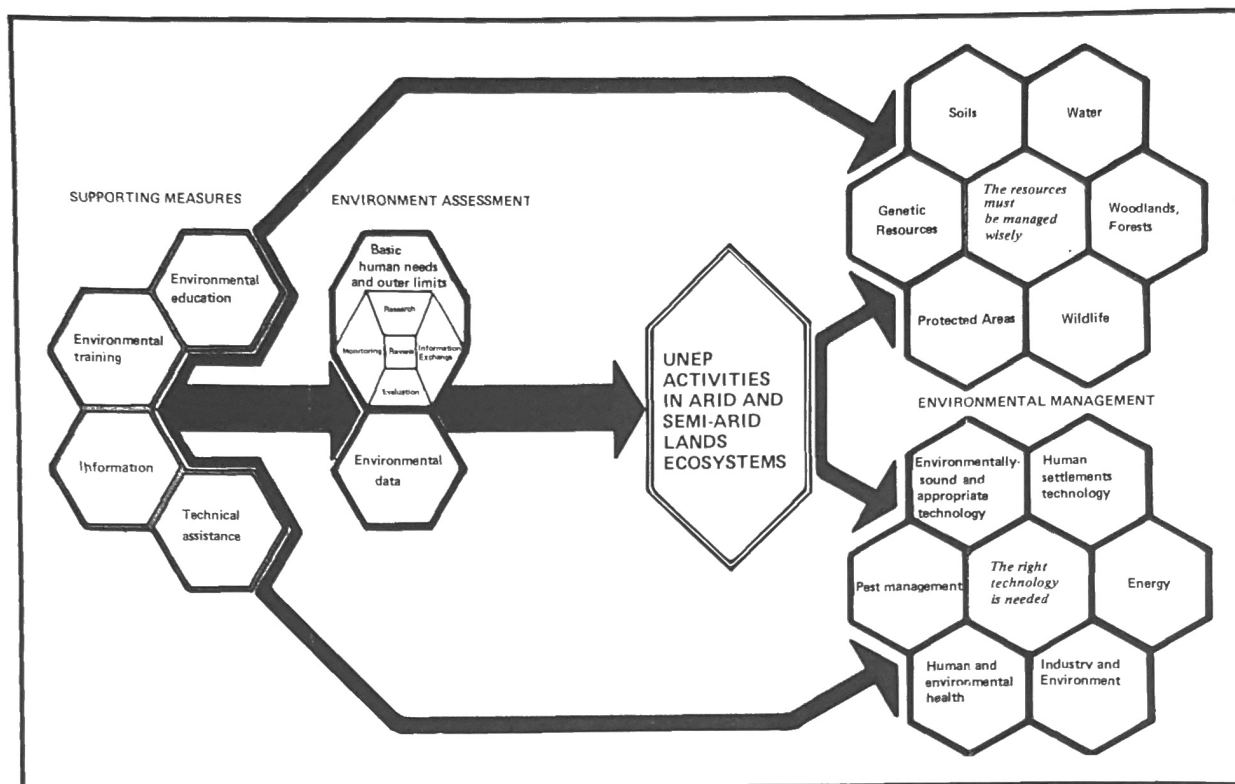 SUPPORTING MEASURES
Environmental
education
Environmental
training
Information
Technical
assistance
ENVIRONMENT ASSESSMENT
Basic
human needs
and outer limits
Research
Monitoring
Review
Information
Exchange
Evaluation
Environmental
data
UNEP
ACTIVITIES
IN ARID AND
SEMI-ARID
LANDS
ECOSYSTEMS
Soils
Water
Genetic
Resources
The resources
must
be managed
wisely
Woodlands,
Forests
Protected Areas
Wildlife
ENVIRONMENTAL MANAGEMENT
Environmentally-
sound and
appropriate
technology
Human
settlements
technology
Pest management
The right
technology
is needed
Energy
Human and
environmental
health
Industry and
Environment